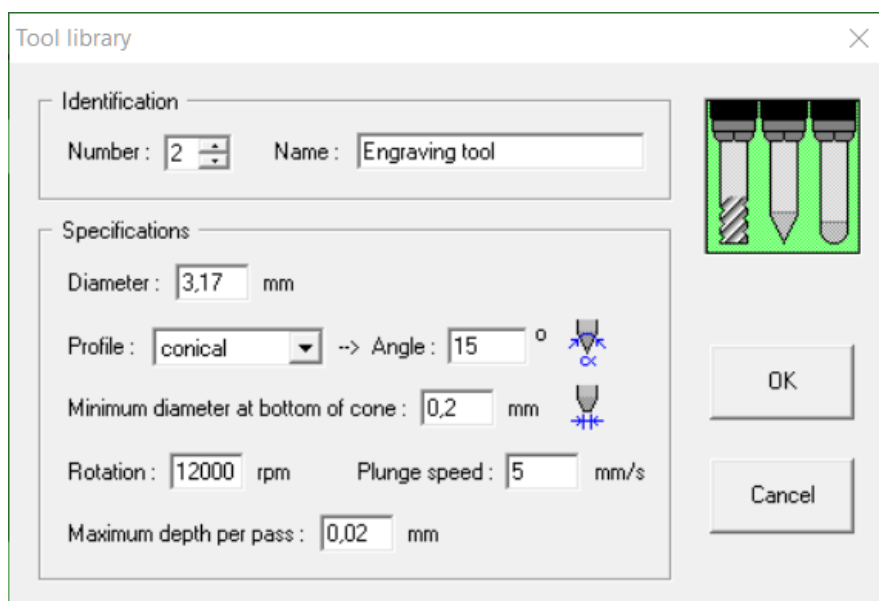 Tool library
Identification
Number : 2 Name : Engraving tool
Specifications
Diameter : 3,17 mm
Profile : conical --> Angle : 15 º
α
Minimum diameter at bottom of cone : 0,2 mm
Rotation : 12000 rpm Plunge speed : 5 mm/s
Maximum depth per pass : 0,02 mm
OK
Cancel